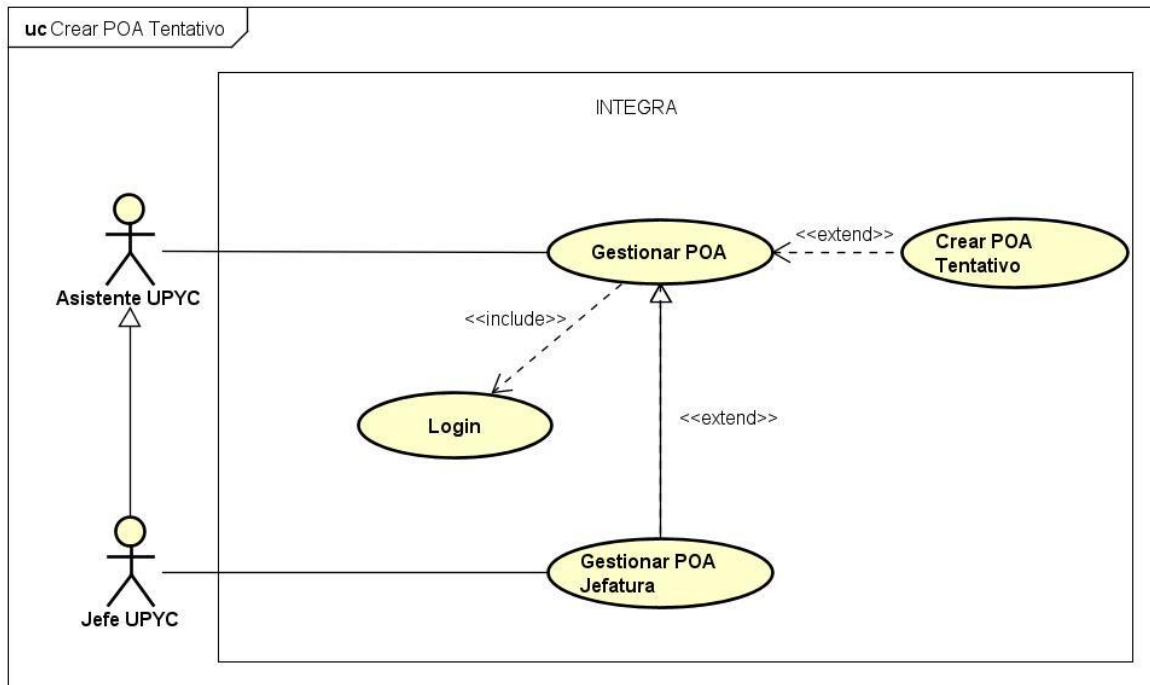 uc Crear POA Tentativo
INTEGRA
Asistente UPYC
Gestionar POA
<<extend>>
Crear POA
Tentativo
<<include>>
Login
<<extend>>
Jefe UPYC
Gestionar POA
Jefatura